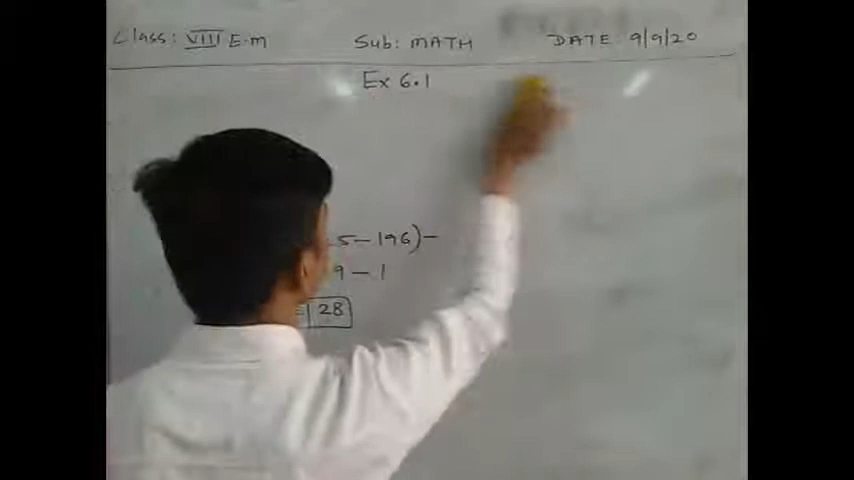 Class: VIII E.M Sub: MATH DATE: 9/9/20
Ex 6.1
5-196)-
9-1
=28